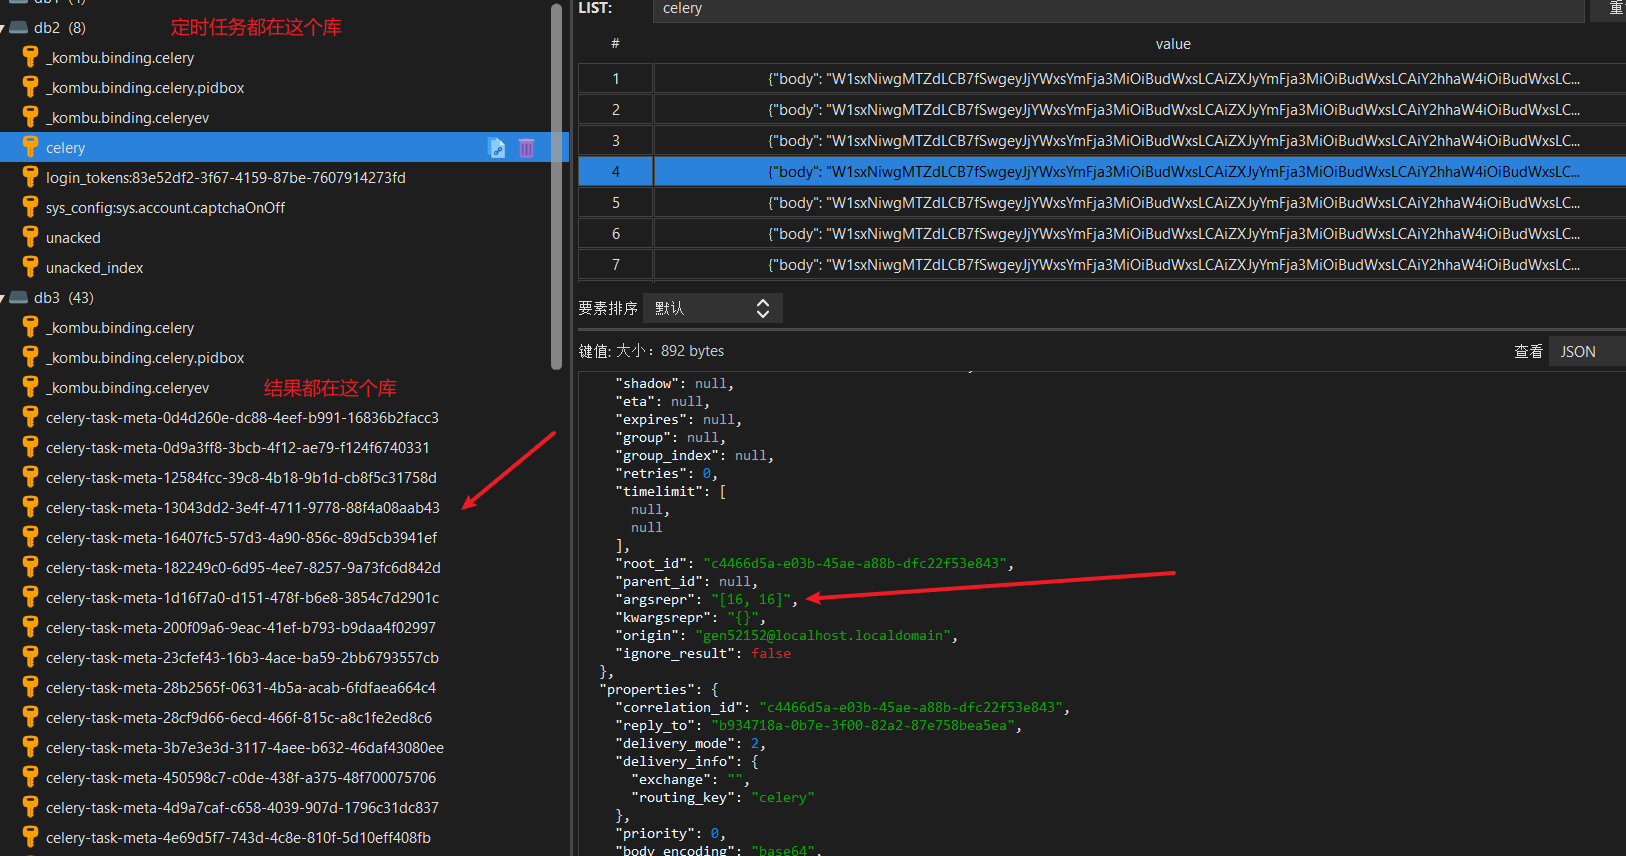 db1 (4)
db2 (8)
定时任务都在这个库
_kombu.binding.celery
_kombu.binding.celery.pidbox
_kombu.binding.celeryev
celery
login_tokens:83e52df2-3f67-4159-87be-7607914273fd
sys_config:sys.account.captchaOnOff
unacked
unacked_index
db3 (43)
_kombu.binding.celery
_kombu.binding.celery.pidbox
_kombu.binding.celeryev
结果都在这个库
celery-task-meta-0d4d260e-dc88-4eef-b991-16836b2facc3
celery-task-meta-0d9a3ff8-3bcb-4f12-ae79-f124f6740331
celery-task-meta-12584fcc-39c8-4b18-9b1d-cb8f5c31758d
celery-task-meta-13043dd2-3e4f-4711-9778-88f4a08aab43
celery-task-meta-16407fc5-57d3-4a90-856c-89d5cb3941ef
celery-task-meta-182249c0-6d95-4ee7-8257-9a73fc6d842d
celery-task-meta-1d16f7a0-d151-478f-b6e8-3854c7d2901c
celery-task-meta-200f09a6-9eac-41ef-b793-b9daa4f02997
celery-task-meta-23cfef43-16b3-4ace-ba59-2bb6793557cb
celery-task-meta-28b2565f-0631-4b5a-acab-6fdfaea664c4
celery-task-meta-28cf9d66-6ecd-466f-815c-a8c1fe2ed8c6
celery-task-meta-3b7e3e3d-3117-4aee-b632-46daf43080ee
celery-task-meta-450598c7-c0de-438f-a375-48f700075706
celery-task-meta-4d9a7caf-c658-4039-907d-1796c31dc837
celery-task-meta-4e69d5f7-743d-4c8e-810f-5d10eff408fb
LIST: celery 重
# value
1 {"body": "W1sxNiwgMTZdLCB7fSwgeyJjYWxsYmFja3MiOiBudWxsLCAiZXJyYmFja3MiOiBudWxsLCAiY2hhaW4iOiBudWxsLC...
2 {"body": "W1sxNiwgMTZdLCB7fSwgeyJjYWxsYmFja3MiOiBudWxsLCAiZXJyYmFja3MiOiBudWxsLCAiY2hhaW4iOiBudWxsLC...
3 {"body": "W1sxNiwgMTZdLCB7fSwgeyJjYWxsYmFja3MiOiBudWxsLCAiZXJyYmFja3MiOiBudWxsLCAiY2hhaW4iOiBudWxsLC...
4 {"body": "W1sxNiwgMTZdLCB7fSwgeyJjYWxsYmFja3MiOiBudWxsLCAiZXJyYmFja3MiOiBudWxsLCAiY2hhaW4iOiBudWxsLC...
5 {"body": "W1sxNiwgMTZdLCB7fSwgeyJjYWxsYmFja3MiOiBudWxsLCAiZXJyYmFja3MiOiBudWxsLCAiY2hhaW4iOiBudWxsLC...
6 {"body": "W1sxNiwgMTZdLCB7fSwgeyJjYWxsYmFja3MiOiBudWxsLCAiZXJyYmFja3MiOiBudWxsLCAiY2hhaW4iOiBudWxsLC...
7 {"body": "W1sxNiwgMTZdLCB7fSwgeyJjYWxsYmFja3MiOiBudWxsLCAiZXJyYmFja3MiOiBudWxsLCAiY2hhaW4iOiBudWxsLC...
要素排序 默认
键值: 大小: 892 bytes 查看 JSON
"shadow": null,
"eta": null,
"expires": null,
"group": null,
"group_index": null,
"retries": 0,
"timelimit": [
null,
null
],
"root_id": "c4466d5a-e03b-45ae-a88b-dfc22f53e843",
"parent_id": null,
"argsrepr": "[16, 16]",
"kwargsrepr": "{}",
"origin": "gen52152@localhost.localdomain",
"ignore_result": false
},
"properties": {
"correlation_id": "c4466d5a-e03b-45ae-a88b-dfc22f53e843",
"reply_to": "b934718a-0b7e-3f00-82a2-87e758bea5ea",
"delivery_mode": 2,
"delivery_info": {
"exchange": "",
"routing_key": "celery"
},
"priority": 0,
"body_encoding": "base64",